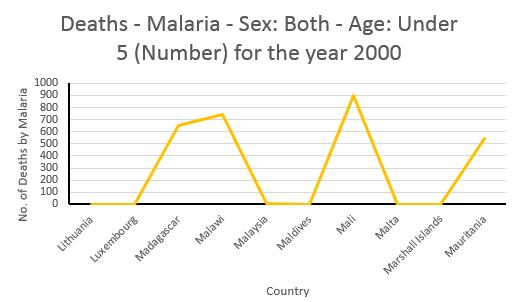 Deaths - Malaria - Sex: Both - Age: Under
5 (Number) for the year 2000
No. of Deaths by Malaria
1000
900
800
700
600
500
400
300
200
100
0
Lithuania
Luxembourg
Madagascar
Malawi
Malaysia
Maldives
Mali
Malta
Marshall Islands
Mauritania
Country